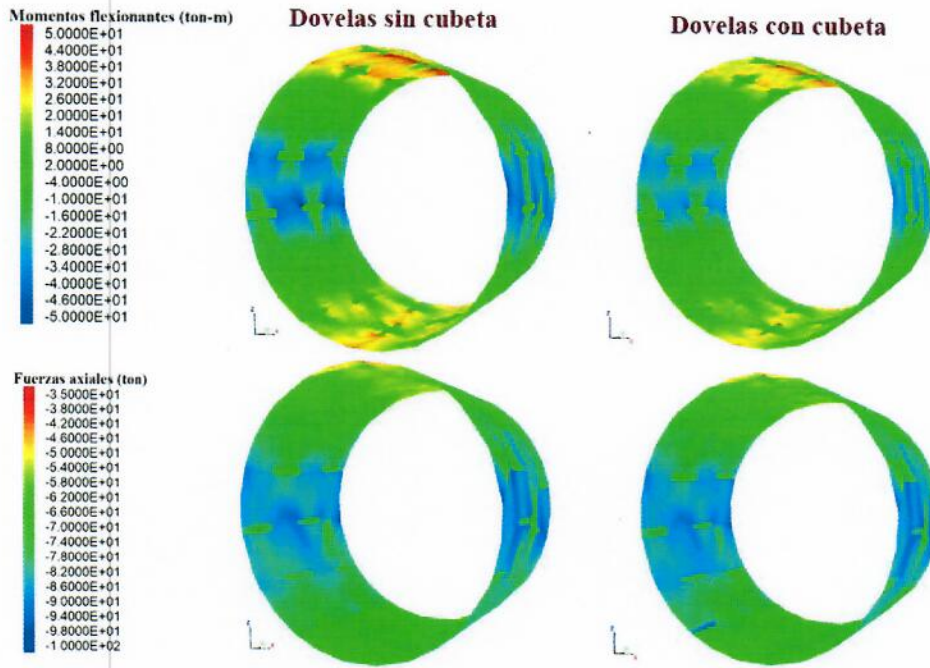 Momentos flexionantes (ton-m)
5.0000E+01
4.4000E+01
3.8000E+01
3.2000E+01
2.6000E+01
1.4000E+01
8.0000E+00
2.0000E+00
-4.0000E+00
-1.0000E+01
-1.6000E+01
-2.8000E+01
-3.4000E+01
-4.0000E+01
-4.6000E+01
-5.0000E+01
Dovelas sin cubeta
Dovelas con cubeta
Fuerzas axiales (ton)
-3.5000E+01
-3.8000E+01
-4.2000E+01
-4.6000E+01
-5.0000E+01
-5.4000E+01
-5.8000E+01
-6.2000E+01
-6.6000E+01
-7.0000E+01
-7.4000E+01
-7.8000E+01
-8.2000E+01
-8.6000E+01
-9.0000E+01
-9.4000E+01
-9.8000E+01
-1.0000E+02